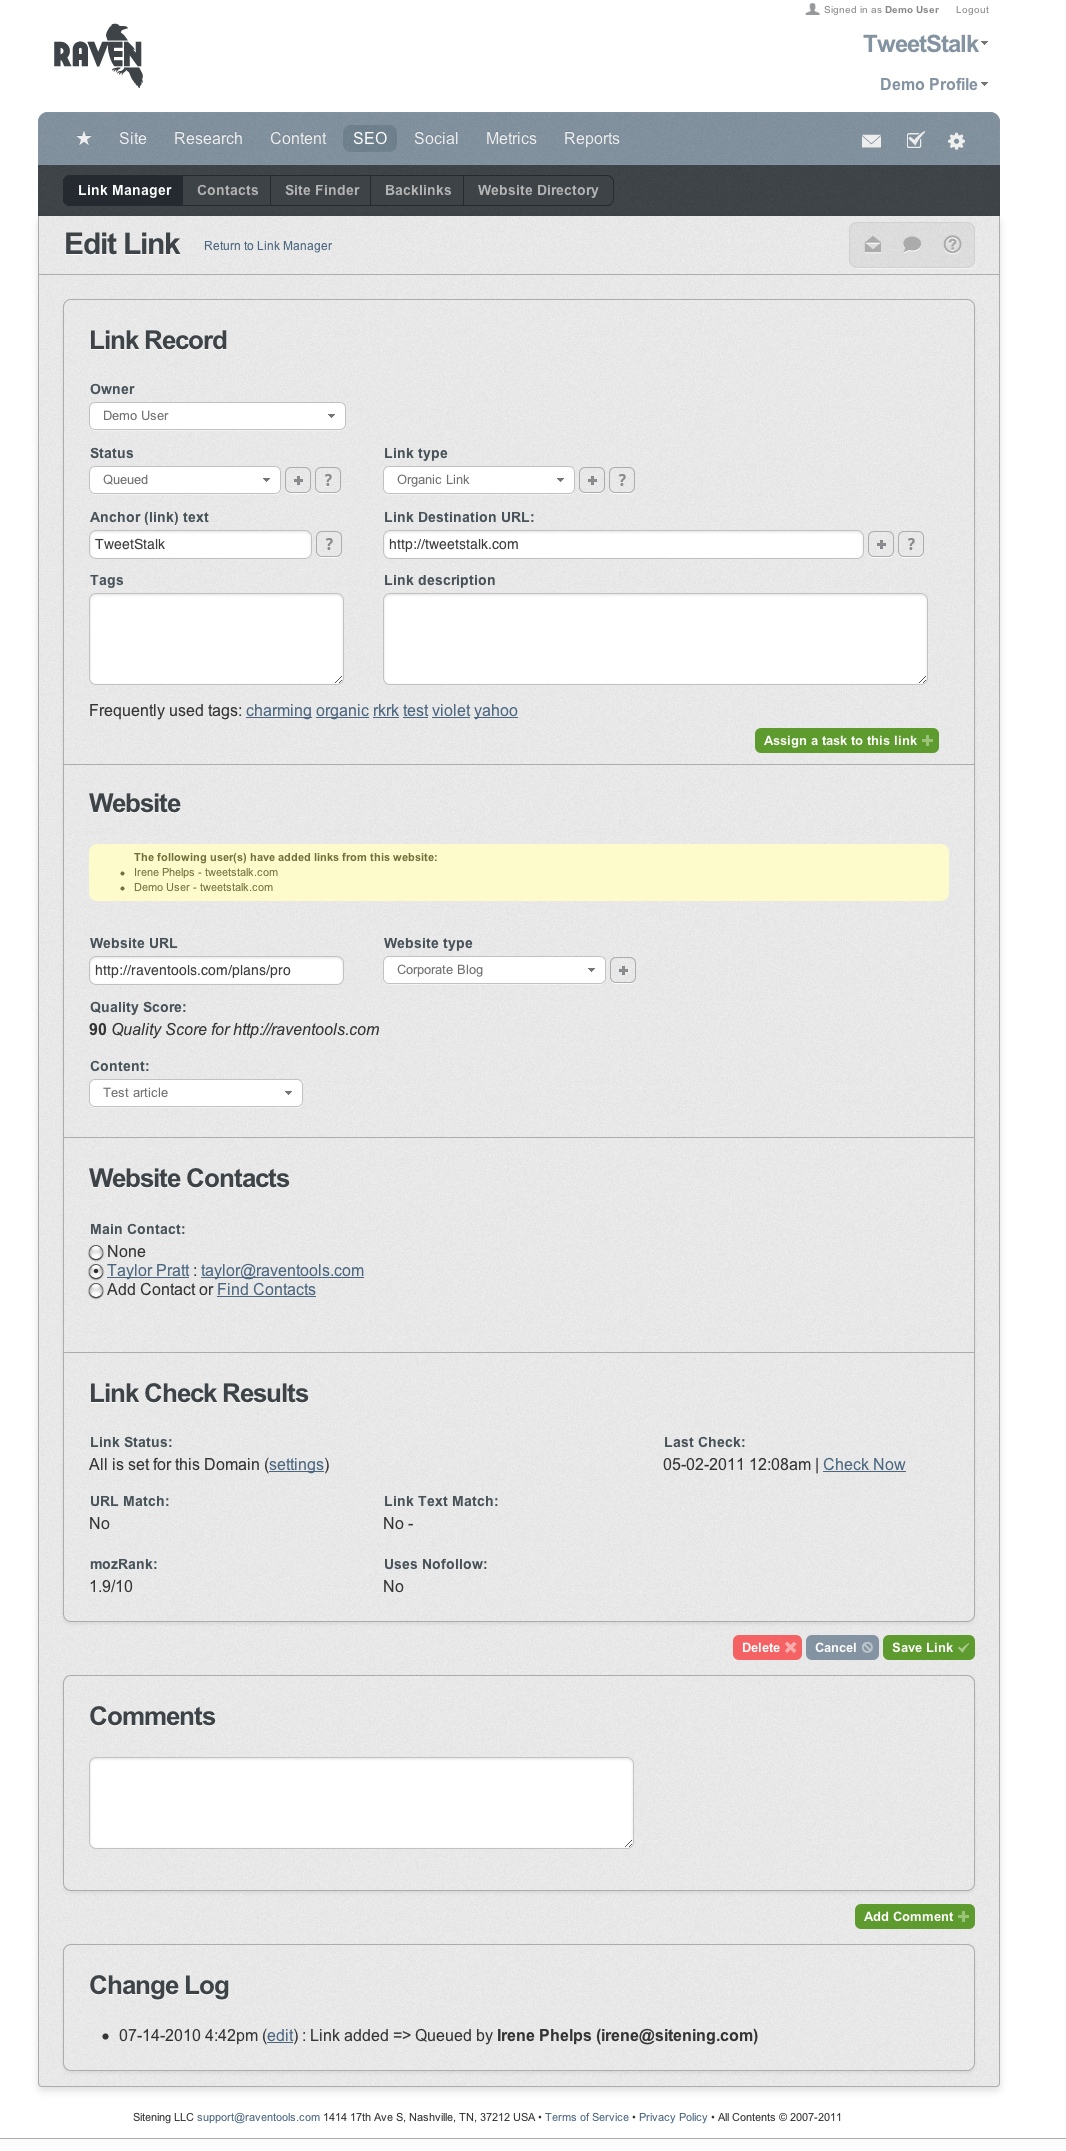 Signed in as Demo User Logout
RAVEN
TweetStalk
Demo Profile
Site Research Content SEO Social Metrics Reports
Link Manager Contacts Site Finder Backlinks Website Directory
Edit Link Return to Link Manager
Link Record
Owner
Demo User
Status Link type
Queued + ? Organic Link + ?
Anchor (link) text Link Destination URL:
TweetStalk ? http://tweetstalk.com + ?
Tags Link description
Frequently used tags: charming organic rkrk test violet yahoo
Assign a task to this link +
Website
The following user(s) have added links from this website:
• Irene Phelps - tweetstalk.com
• Demo User - tweetstalk.com
Website URL Website type
http://raventools.com/plans/pro Corporate Blog +
Quality Score:
90 Quality Score for http://raventools.com
Content:
Test article
Website Contacts
Main Contact:
None
Taylor Pratt : taylor@raventools.com
Add Contact or Find Contacts
Link Check Results
Link Status: Last Check:
All is set for this Domain (settings) 05-02-2011 12:08am | Check Now
URL Match: Link Text Match:
No No -
mozRank: Uses Nofollow:
1.9/10 No
Delete Cancel Save Link
Comments
Add Comment +
Change Log
• 07-14-2010 4:42pm (edit) : Link added => Queued by Irene Phelps (irene@sitening.com)
Sitening LLC support@raventools.com 1414 17th Ave S, Nashville, TN, 37212 USA • Terms of Service • Privacy Policy • All Contents © 2007-2011